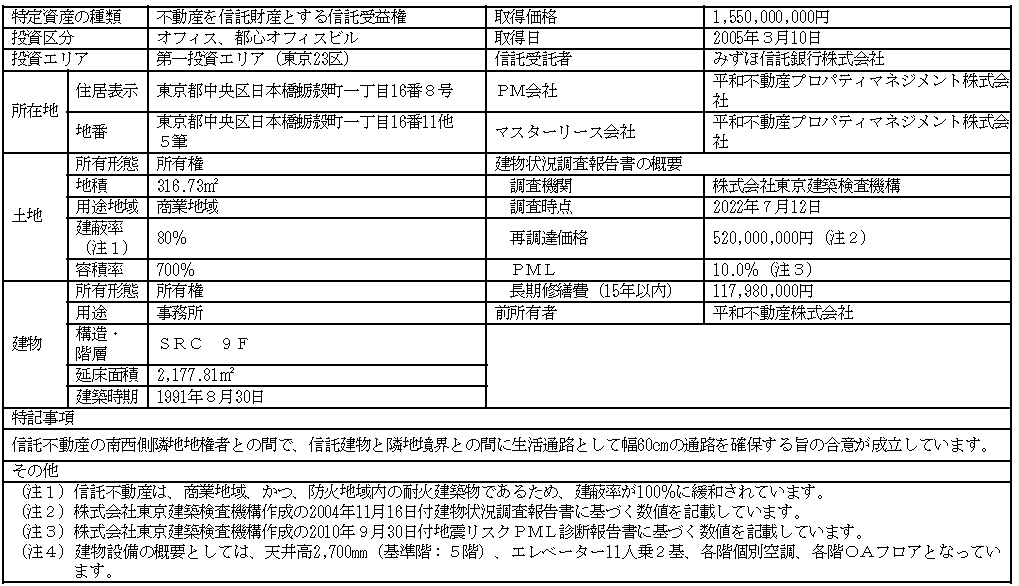 特定資産の種類 不動産を信託財産とする信託受益権 取得価格 1,550,000,000円
投資区分 オフィス、都心オフィスビル 取得日 2005年３月10日
投資エリア 第一投資エリア（東京23区） 信託受託者 みずほ信託銀行株式会社
所在地 住居表示 東京都中央区日本橋蛎殻町一丁目16番８号 ＰＭ会社 平和不動産プロパティマネジメント株式会
社
地番 東京都中央区日本橋蛎殻町一丁目16番11他
５筆 マスターリース会社 平和不動産プロパティマネジメント株式会
社
土地 所有形態 所有権 建物状況調査報告書の概要
地積 316.73㎡ 調査機関 株式会社東京建築検査機構
用途地域 商業地域 調査時点 2022年７月12日
建蔽率
（注１） 80％ 再調達価格 520,000,000円（注２）
容積率 700％ ＰＭＬ 10.0％（注３）
建物 所有形態 所有権 長期修繕費（15年以内） 117,980,000円
用途 事務所 前所有者 平和不動産株式会社
構造・
階層 ＳＲＣ　９Ｆ
延床面積 2,177.81㎡
建築時期 1991年８月30日
特記事項
信託不動産の南西側隣地地権者との間で、信託建物と隣地境界との間に生活通路として幅60cmの通路を確保する旨の合意が成立しています。
その他
（注１）信託不動産は、商業地域、かつ、防火地域内の耐火建築物であるため、建蔽率が100％に緩和されています。
（注２）株式会社東京建築検査機構作成の2004年11月16日付建物状況調査報告書に基づく数値を記載しています。
（注３）株式会社東京建築検査機構作成の2010年９月30日付地震リスクＰＭＬ診断報告書に基づく数値を記載しています。
（注４）建物設備の概要としては、天井高2,700mm（基準階：５階）、エレベーター11人乗２基、各階個別空調、各階ＯＡフロアとなってい
ます。